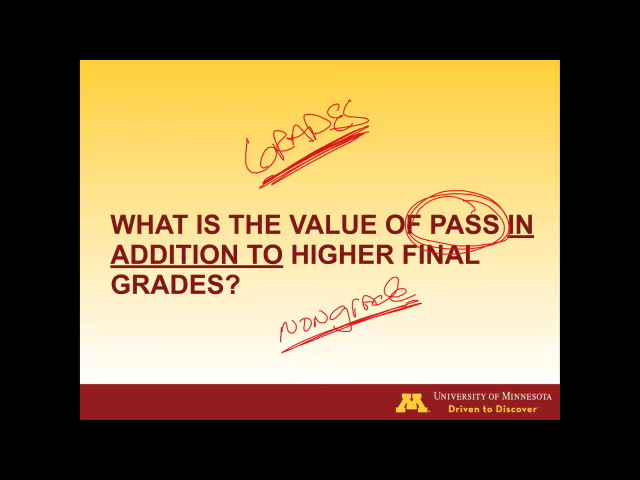 GRADES
WHAT IS THE VALUE OF PASS IN
ADDITION TO HIGHER FINAL
GRADES?
nongrade
UNIVERSITY OF MINNESOTA
Driven to Discover